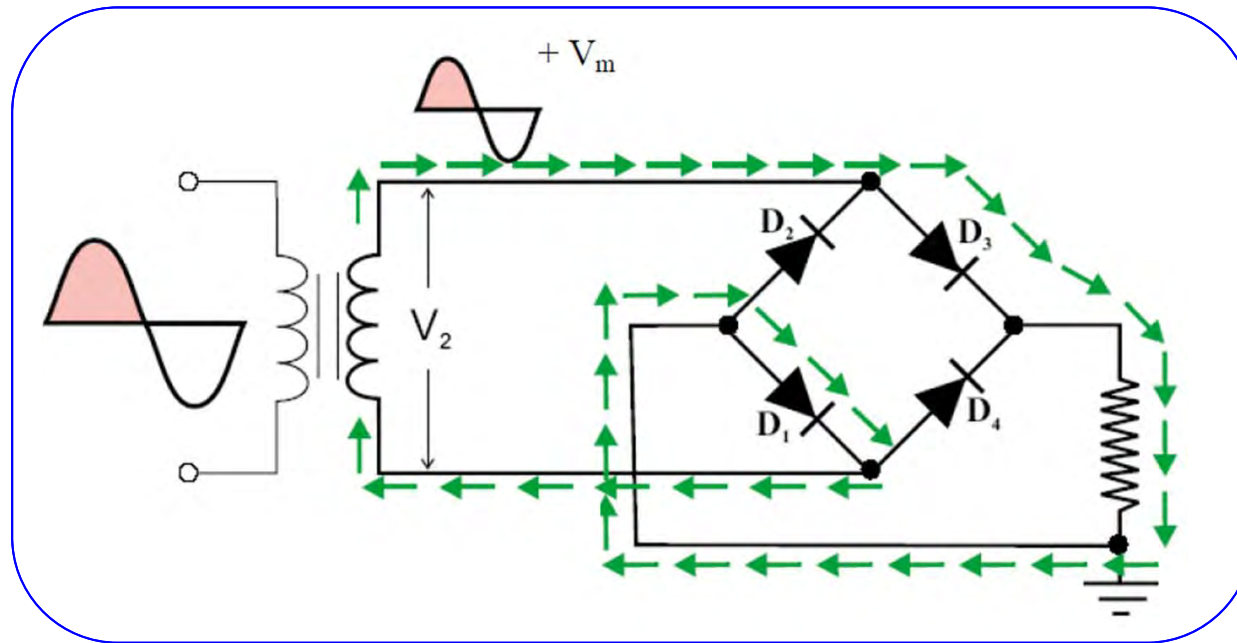 + Vₘ
D₂
D₃
V₂
D₁
D₄